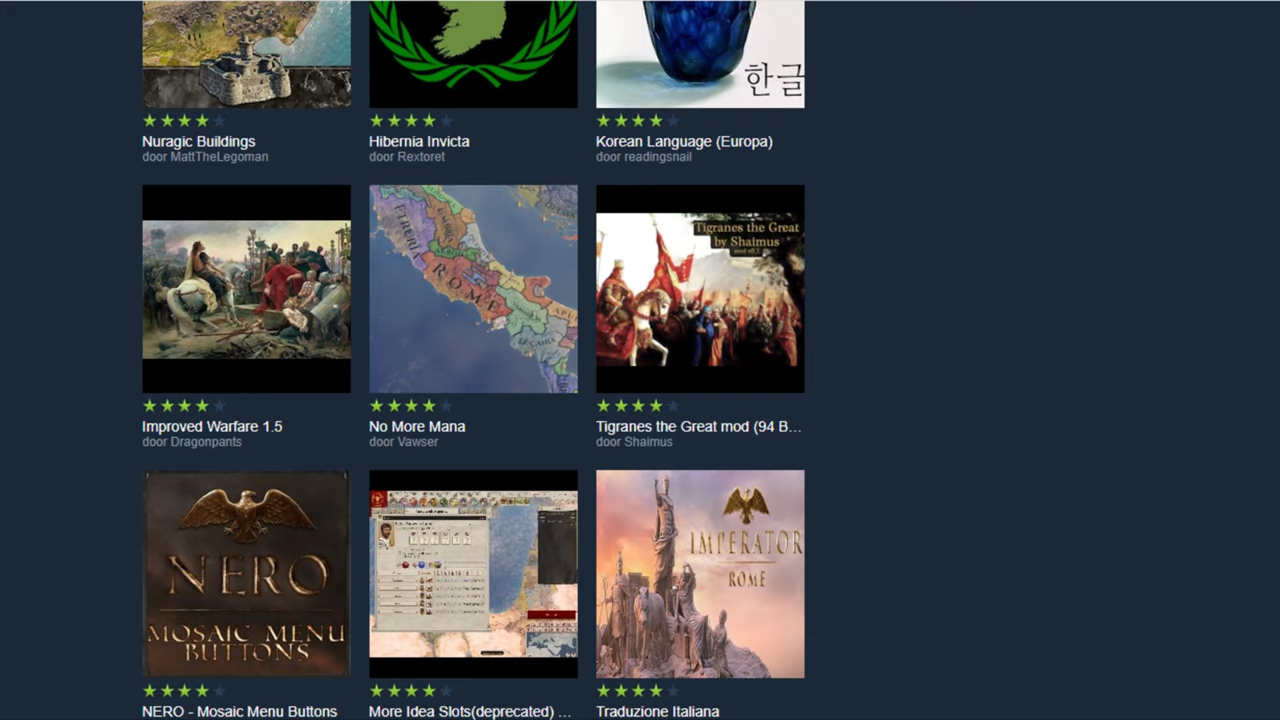 한글
Nuragic Buildings
door MattTheLegoman
Hibernia Invicta
door Rextoret
Korean Language (Europa)
door readingsnail
ETRURIA
ROME
Tigranes the Great
by Shaimus
Improved Warfare 1.5
door Dragonpants
No More Mana
door Vawser
Tigranes the Great mod (94 B...
door Shaimus
NERO
MOSAIC MENU
BUTTONS
IMPERATOR
ROME
NERO - Mosaic Menu Buttons
More Idea Slots(deprecated) ...
Traduzione Italiana